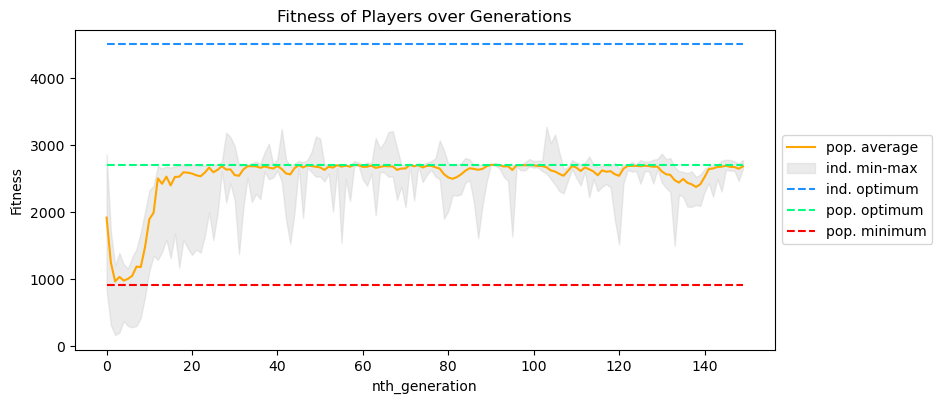 Fitness of Players over Generations
Fitness
4000
3000
2000
1000
0
0 20 40 60 80 100 120 140
nth_generation
pop. average
ind. min-max
ind. optimum
pop. optimum
pop. minimum